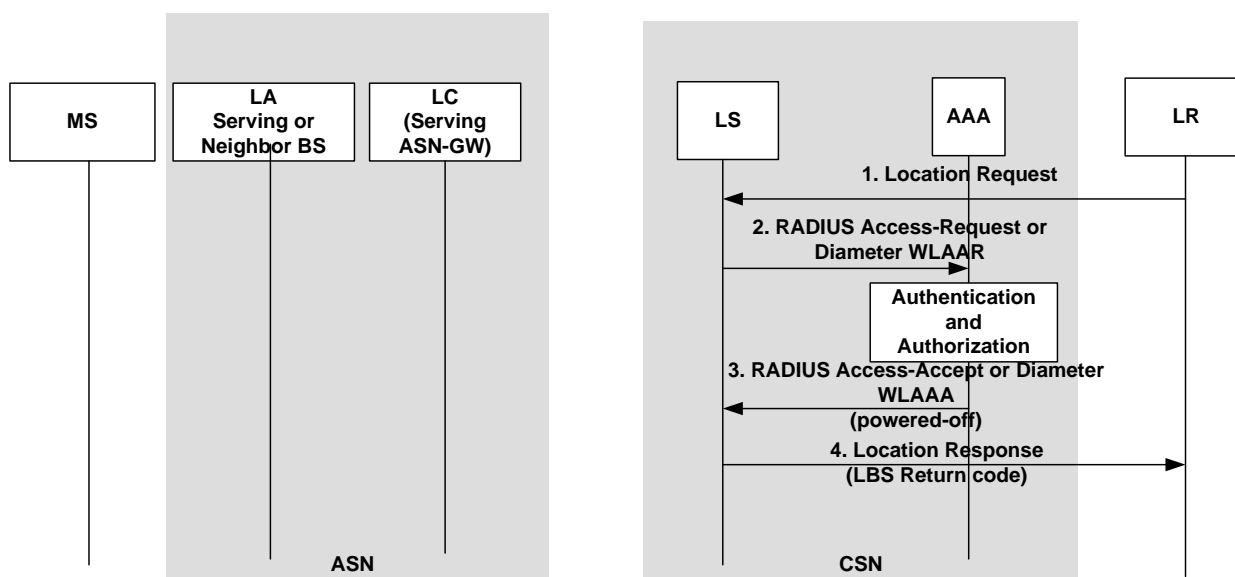 MS
LA
Serving or
Neighbor BS
LC
(Serving
ASN-GW)
LS
AAA
LR
1. Location Request
2. RADIUS Access-Request or
Diameter WLAAR
Authentication
and
Authorization
3. RADIUS Access-Accept or Diameter
WLAAA
(powered-off)
4. Location Response
(LBS Return code)
ASN
CSN